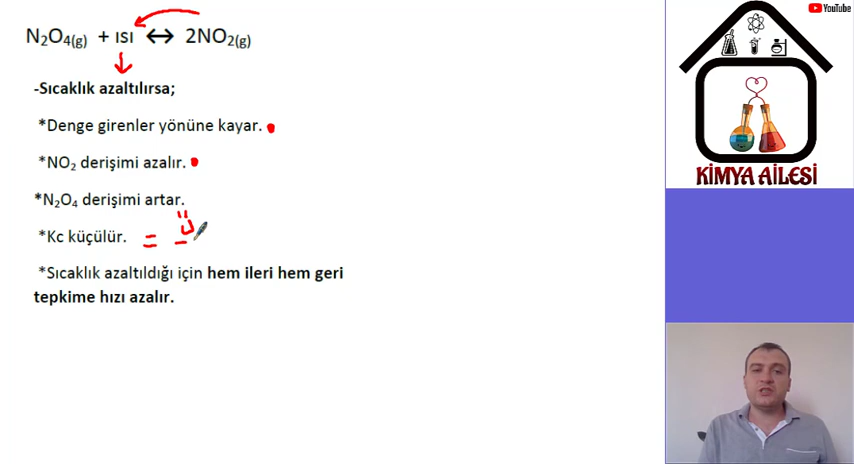 YouTube
N₂O₄(g) + ısı ↔ 2NO₂(g)
-Sıcaklık azaltılırsa;
*Denge girenler yönüne kayar.
*NO₂ derişimi azalır.
*N₂O₄ derişimi artar.
*Kc küçülür. = Ü
*Sıcaklık azaltıldığı için hem ileri hem geri
tepkime hızı azalır.
KİMYA AİLESİ